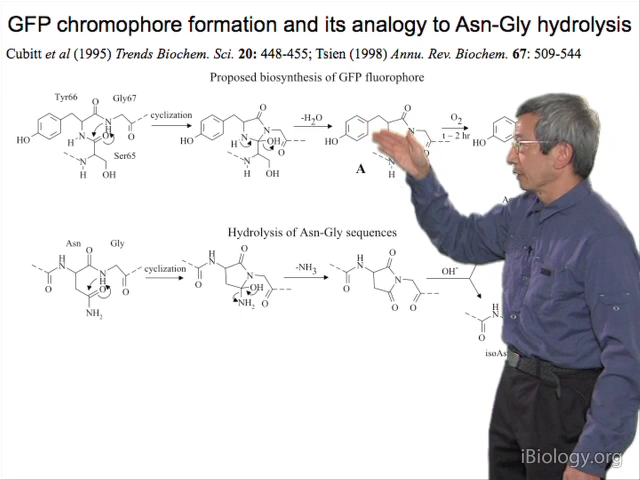 GFP chromophore formation and its analogy to Asn-Gly hydrolysis
Cubitt et al (1995) Trends Biochem. Sci. 20: 448-455; Tsien (1998) Annu. Rev. Biochem. 67: 509-544
Proposed biosynthesis of GFP fluorophore
Tyr66 Gly67 Ser65 cyclization -H2O O2 t ~ 2 hr
HO O N H OH
A
Hydrolysis of Asn-Gly sequences
Asn Gly cyclization -NH3 OH-
H N O NH2 OH
isoAs
iBiology.org